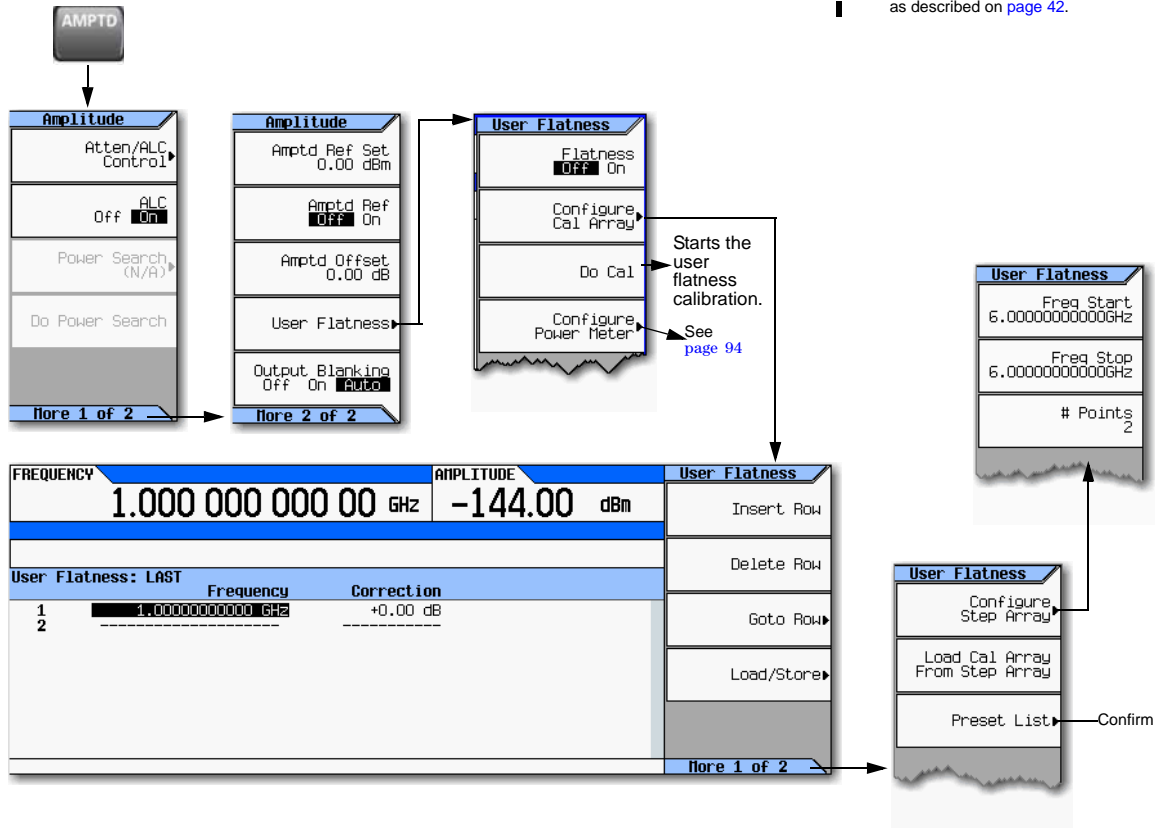 as described on page 42.
AMPTD
Amplitude
Atten/ALC
Control
ALC
Off On
Power Search
(N/A)
Do Power Search
More 1 of 2
Amplitude
Amptd Ref Set
0.00 dBm
Amptd Ref
Off On
Amptd Offset
0.00 dB
User Flatness
Output Blanking
Off On Auto
More 2 of 2
User Flatness
Flatness
Off On
Configure
Cal Array
Do Cal
Configure
Power Meter
Starts the
user
flatness
calibration.
See
page 94
User Flatness
Freq Start
6.00000000000GHz
Freq Stop
6.00000000000GHz
# Points
2
FREQUENCY
1.000 000 000 00 GHz
AMPLITUDE
-144.00 dBm
User Flatness: LAST
Frequency Correction
1 1.00000000000 GHz +0.00 dB
2 -------------------- -----------
User Flatness
Insert Row
Delete Row
Goto Row
Load/Store
More 1 of 2
User Flatness
Configure
Step Array
Load Cal Array
From Step Array
Preset List
Confirm